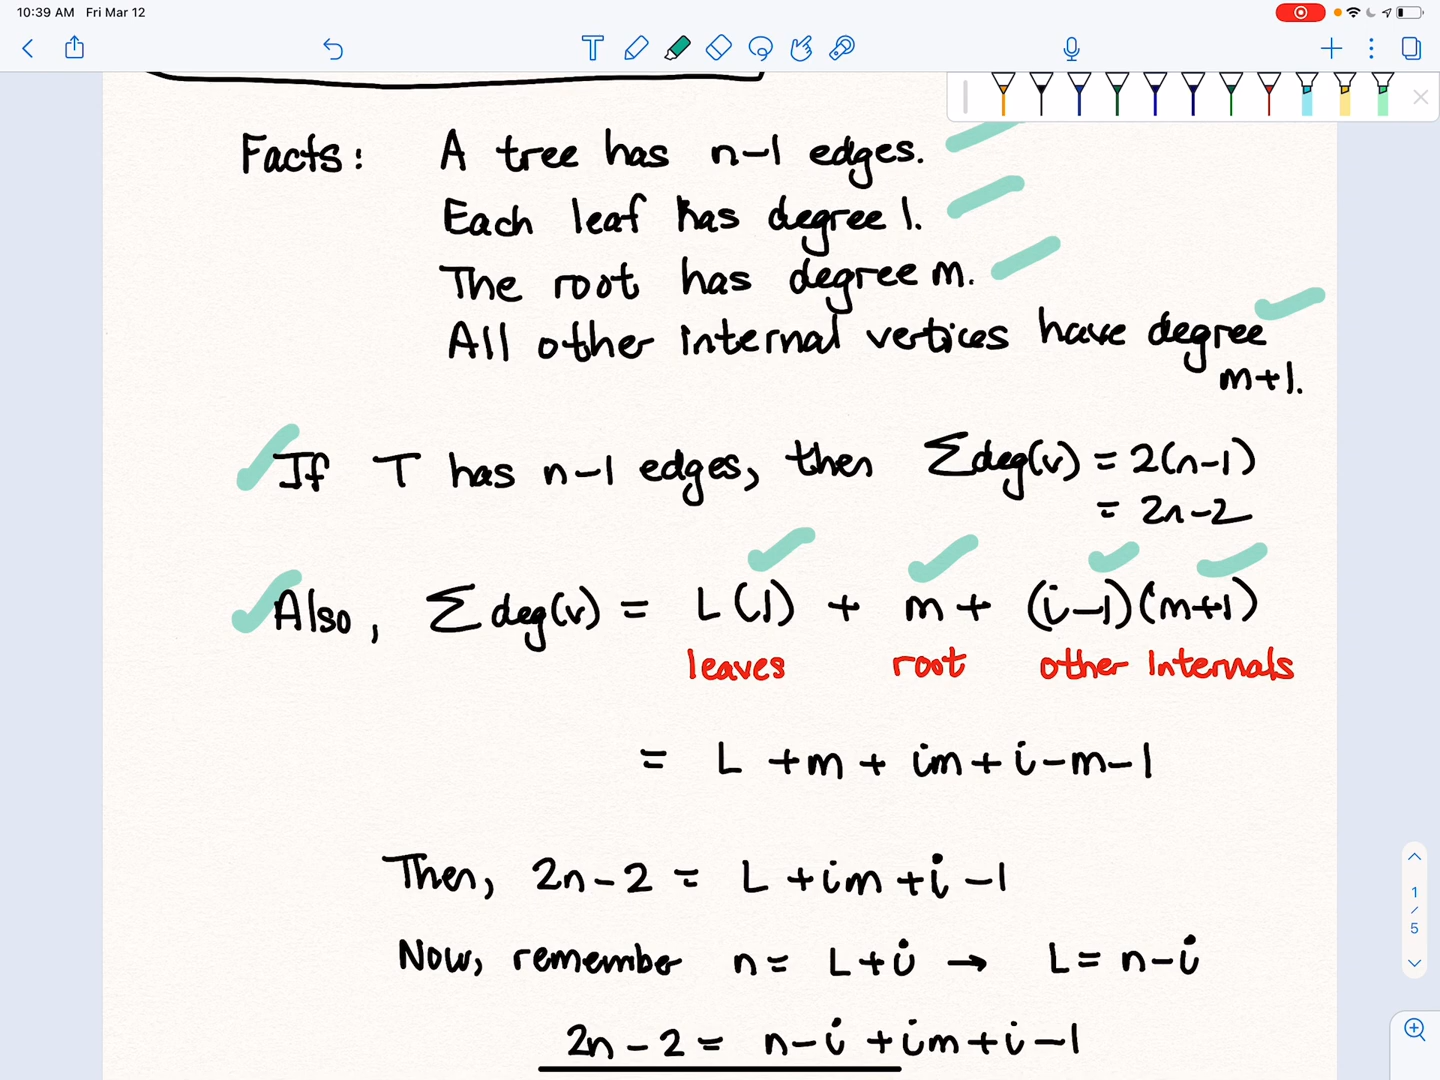 10:39 AM Fri Mar 12
Facts: A tree has n-1 edges.
Each leaf has degree 1.
The root has degree m.
All other internal vertices have degree
m+1.
If T has n-1 edges, then Σdeg(v) = 2(n-1)
= 2n-2
Also, Σdeg(v) = L(1) + m + (i-1)(m+1)
leaves root other internals
= L + m + im + i - m - 1
Then, 2n-2 = L + im + i - 1
Now, remember n = L + i → L = n-i
2n-2 = n-i + im + i - 1
1
/
5